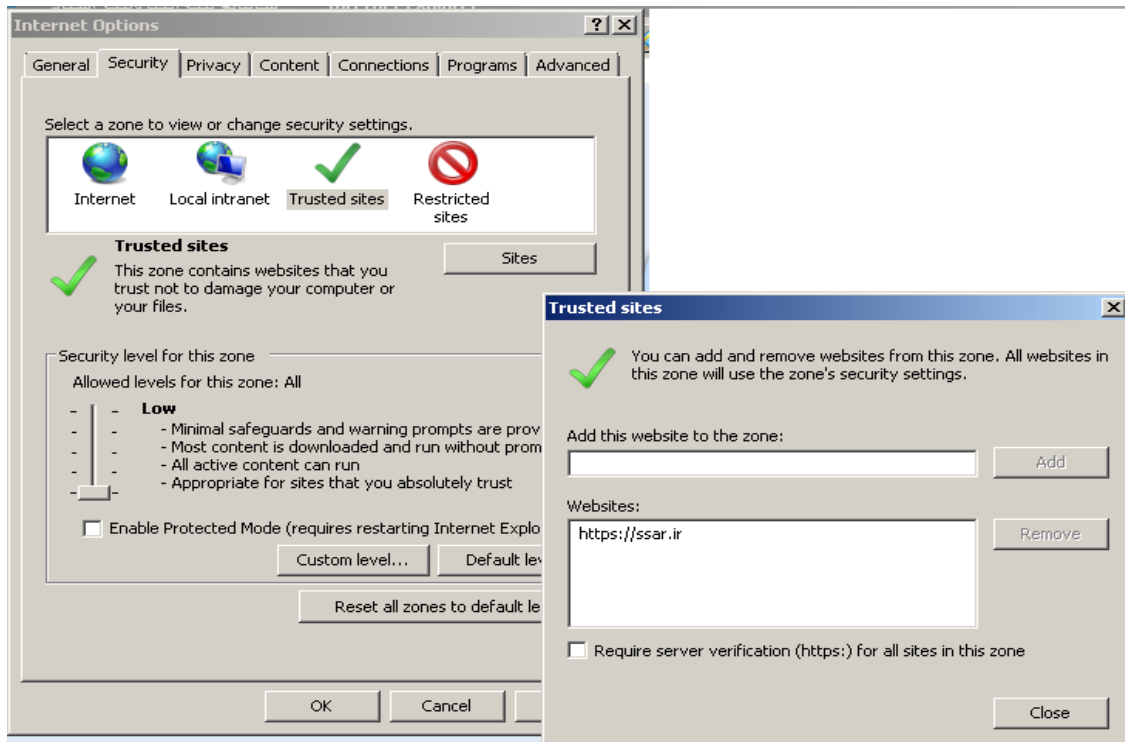 Internet Options
General Security Privacy Content Connections Programs Advanced
Select a zone to view or change security settings.
Internet Local intranet Trusted sites Restricted
sites
Trusted sites
Sites
This zone contains websites that you
trust not to damage your computer or
your files.
Security level for this zone
Allowed levels for this zone: All
Low
- Minimal safeguards and warning prompts are prov
- Most content is downloaded and run without prom
- All active content can run
- Appropriate for sites that you absolutely trust
Enable Protected Mode (requires restarting Internet Explo
Custom level... Default lev
Reset all zones to default le
OK Cancel
Trusted sites
You can add and remove websites from this zone. All websites in
this zone will use the zone's security settings.
Add this website to the zone:
Add
Websites:
https://ssar.ir
Remove
Require server verification (https:) for all sites in this zone
Close